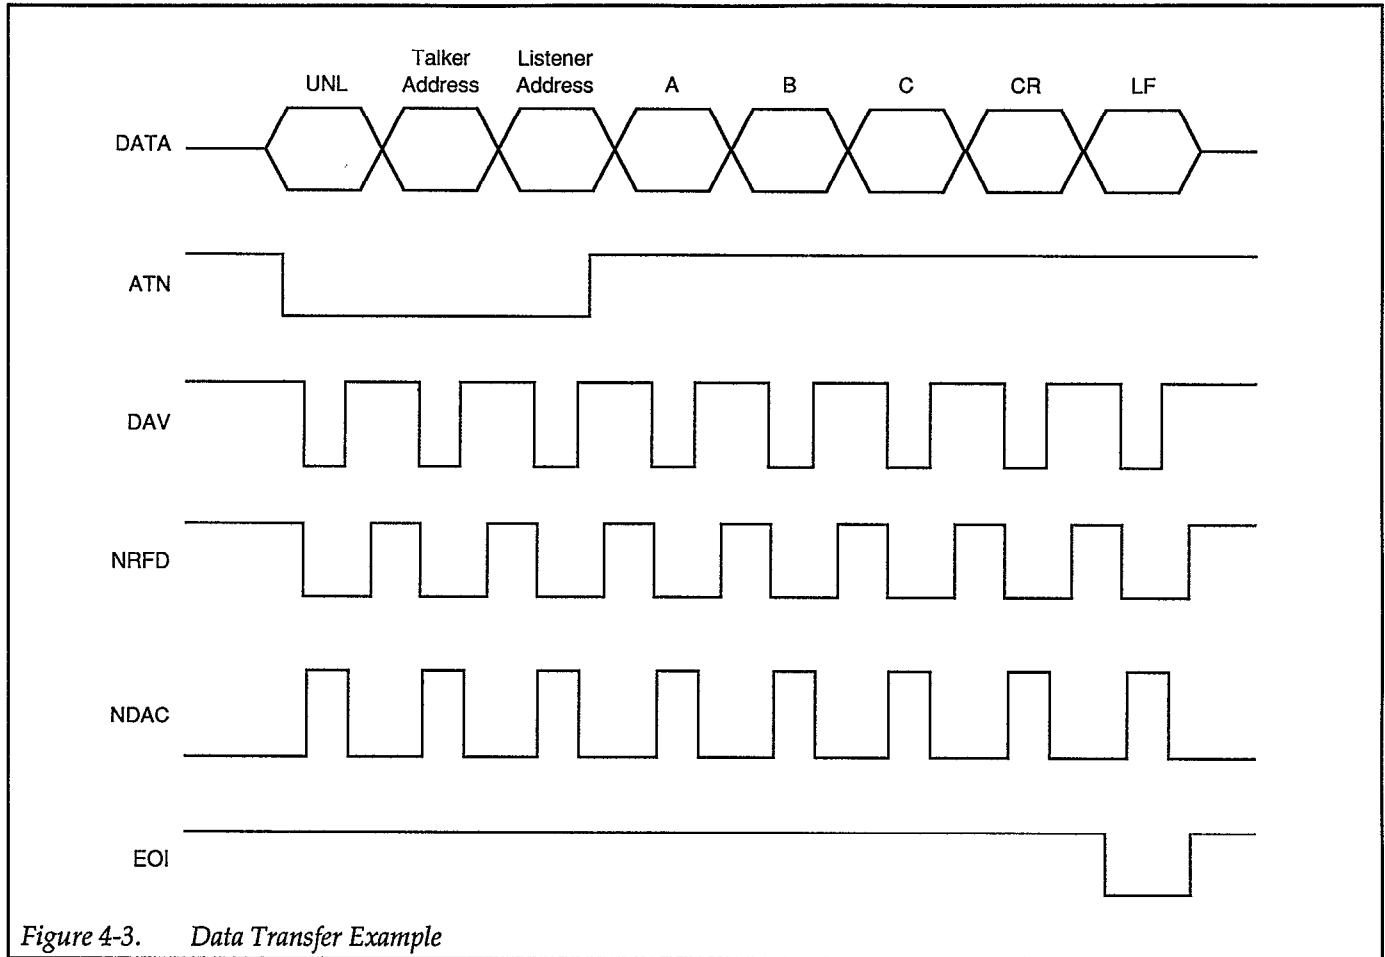 Talker Listener
UNL Address Address A B C CR LF
DATA
ATN
DAV
NRFD
NDAC
EOI
Figure 4-3. Data Transfer Example